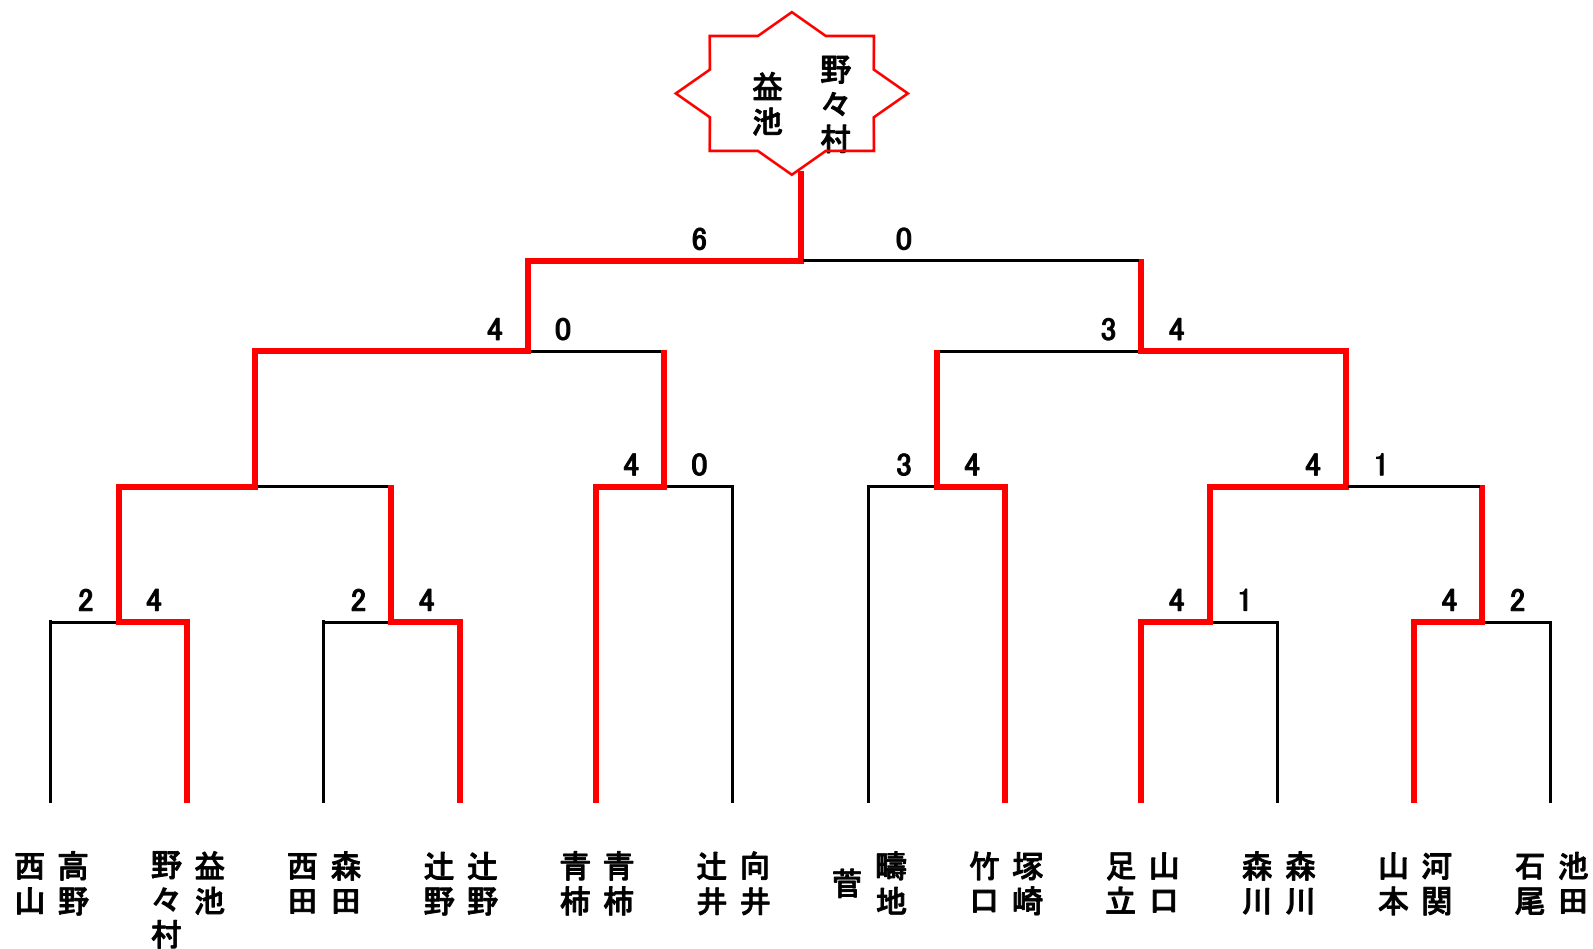 野々村
益池
6 0
4 0
3 4
4 0
3 4
4 1
2 4
2 4
4 1
4 2
高野
西山
益池
野々村
森田
西田
辻野
辻野
青柿
青柿
向井
辻井
疇地
菅
塚崎
竹口
山口
足立
森川
森川
河関
山本
池田
石尾